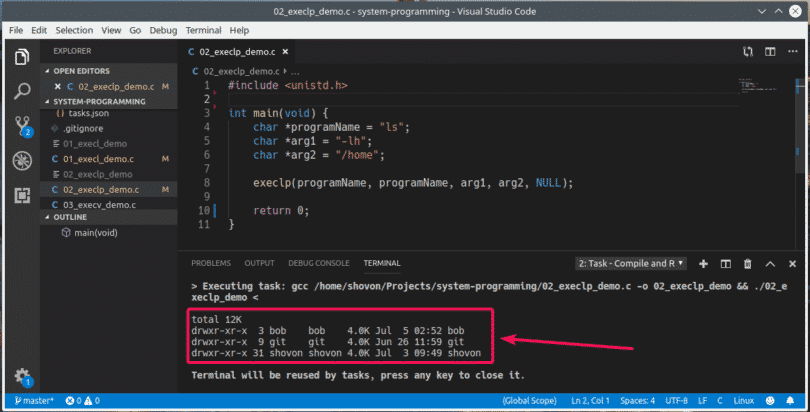 02_execlp_demo.c - system-programming - Visual Studio Code
File Edit Selection View Go Debug Terminal Help
EXPLORER
OPEN EDITORS
C 02_execlp_demo.c M
SYSTEM-PROGRAMMING
{} tasks.json
.gitignore
01_execl_demo
C 01_execl_demo.c M
02_execlp_demo
C 02_execlp_demo.c M
C 03_execv_demo.c
OUTLINE
main(void)
2
1
C 02_execlp_demo.c
C 02_execlp_demo.c › ...
1 #include <unistd.h>
2
3 int main(void) {
4 char *programName = "ls";
5 char *arg1 = "-lh";
6 char *arg2 = "/home";
7
8 execlp(programName, programName, arg1, arg2, NULL);
9
10 return 0;
11 }
PROBLEMS OUTPUT DEBUG CONSOLE TERMINAL
2: Task - Compile and R
> Executing task: gcc /home/shovon/Projects/system-programming/02_execlp_demo.c -o 02_execlp_demo && ./02_e
xeclp_demo <
total 12K
drwxr-xr-x 3 bob bob 4.0K Jul 5 02:52 bob
drwxr-xr-x 9 git git 4.0K Jun 26 11:59 git
drwxr-xr-x 31 shovon shovon 4.0K Jul 3 09:49 shovon
Terminal will be reused by tasks, press any key to close it.
master* 0 0 (Global Scope) Ln 2, Col 1 Spaces: 4 UTF-8 LF C Linux